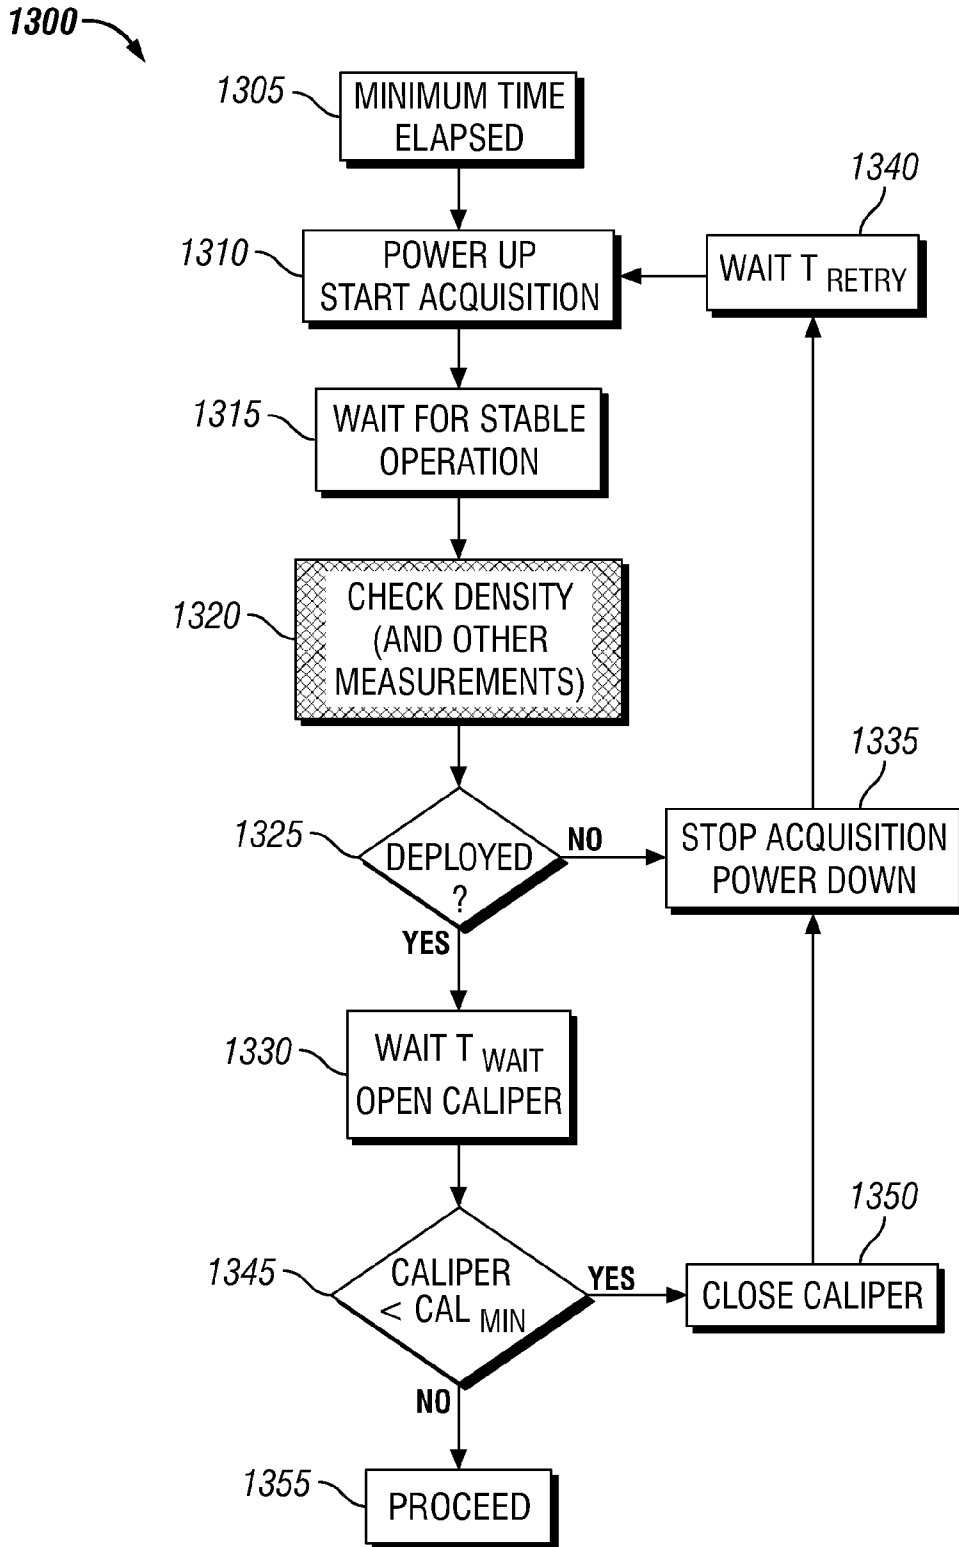 1300
1305
MINIMUM TIME
ELAPSED
1340
1310
POWER UP
START ACQUISITION
WAIT T RETRY
1315
WAIT FOR STABLE
OPERATION
1320
CHECK DENSITY
(AND OTHER
MEASUREMENTS)
1335
1325
DEPLOYED
?
NO
STOP ACQUISITION
POWER DOWN
YES
1330
WAIT T WAIT
OPEN CALIPER
1350
1345
CALIPER
< CAL MIN
YES
CLOSE CALIPER
NO
1355
PROCEED